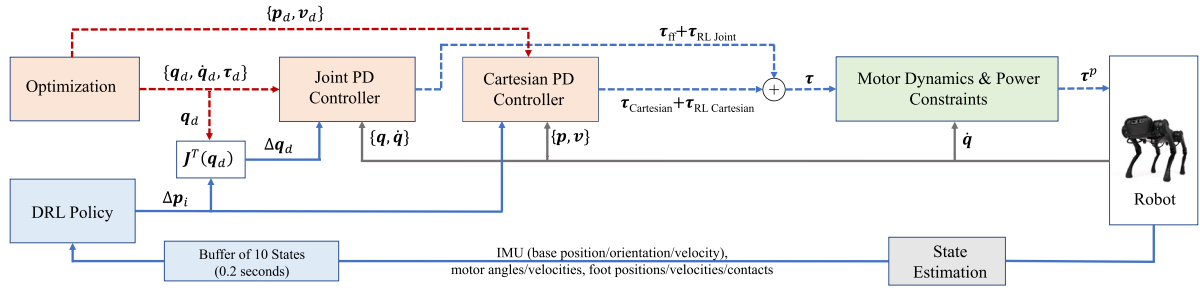 {p_d, v_d}
τ_ff+τ_RL Joint
Optimization
{q_d, q̇_d, τ_d}
Joint PD
Controller
Cartesian PD
Controller
τ_Cartesian+τ_RL Cartesian
+
τ
Motor Dynamics & Power
Constraints
τ^p
q_d
{q, q̇}
{p, v}
q̇
J^T(q_d)
Δq_d
DRL Policy
Δp_i
Robot
Buffer of 10 States
(0.2 seconds)
IMU (base position/orientation/velocity),
motor angles/velocities, foot positions/velocities/contacts
State
Estimation